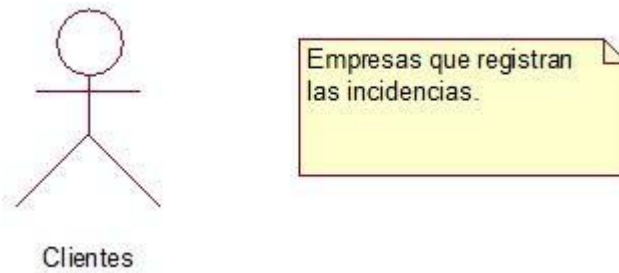 Empresas que registran
las incidencias.
Clientes